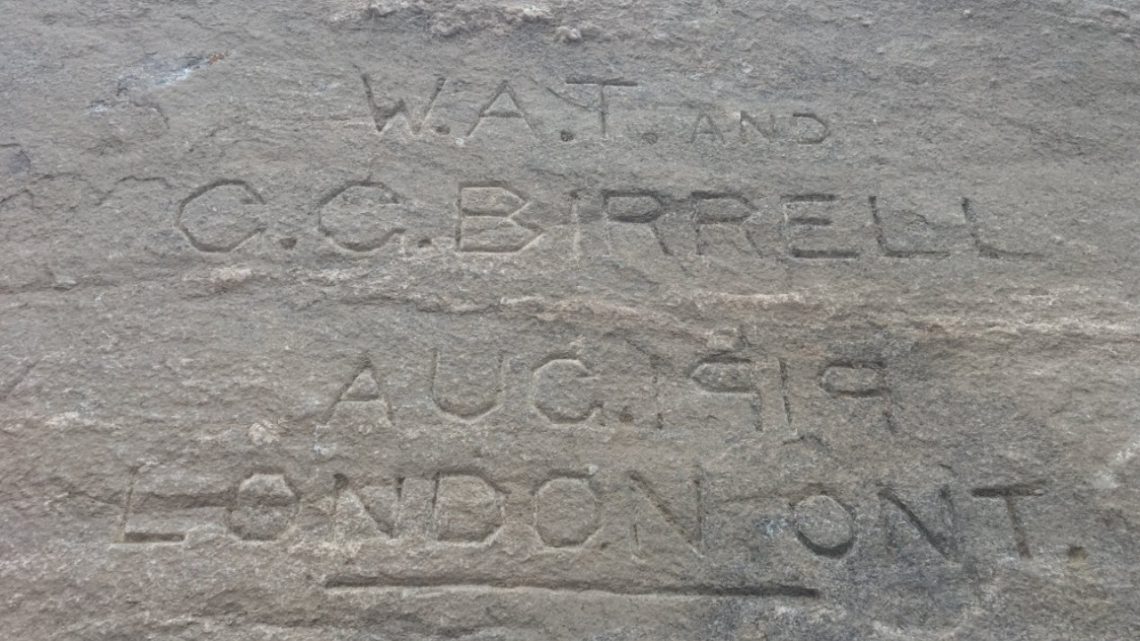 W.A.T. AND
C.C. BIRRELL
AUG. 1919
LONDON ONT.